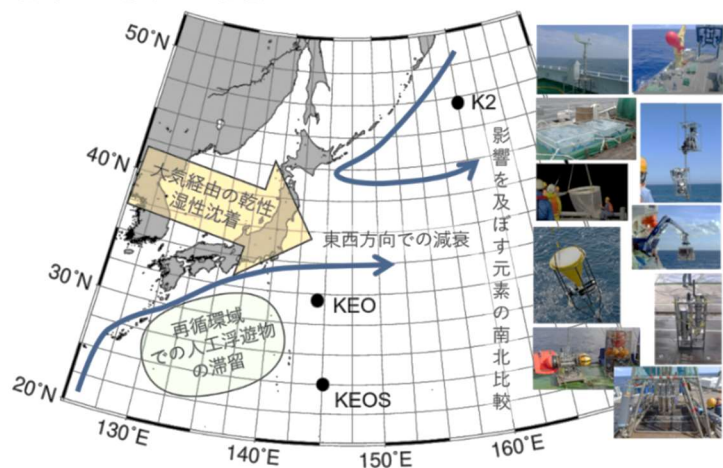 50˚N
K2
影響を及ぼす元素の南北比較
40˚N
大気経由の乾性
湿性沈着
東西方向での減衰
30˚N
KEO
再循環域
での人工浮遊物
の滞留
KEOS
20˚N
130˚E
140˚E
150˚E
160˚E